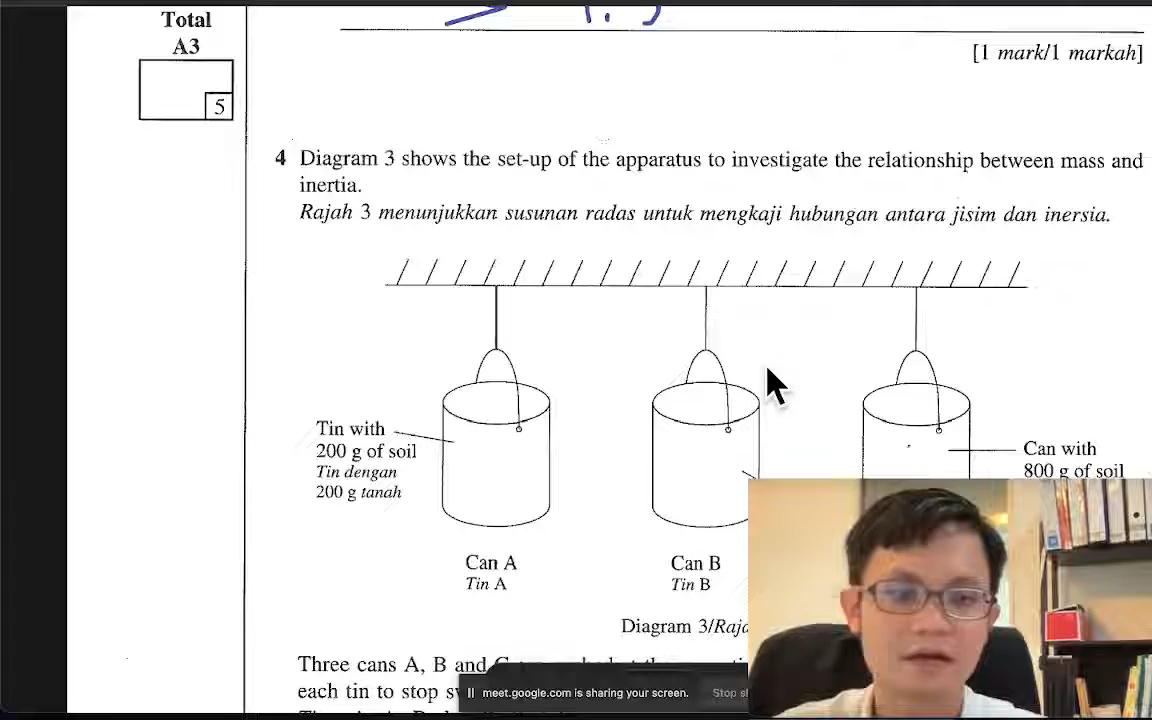 Total
A3
5
[1 mark/1 markah]
4 Diagram 3 shows the set-up of the apparatus to investigate the relationship between mass and
inertia.
Rajah 3 menunjukkan susunan radas untuk mengkaji hubungan antara jisim dan inersia.
Tin with
200 g of soil
Tin dengan
200 g tanah
Can with
800 g of soil
Can A
Tin A
Can B
Tin B
Diagram 3/
Three cans A, B and
each tin to stop
meet.google.com is sharing your screen.
Stop